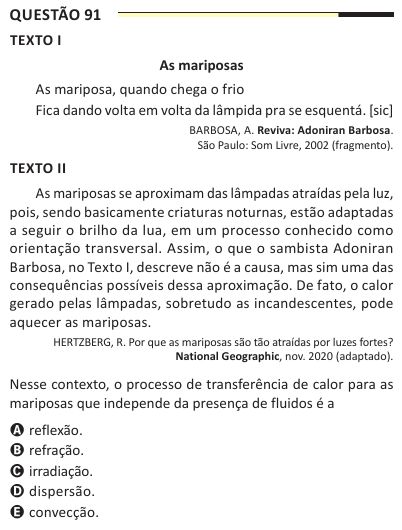 QUESTÃO 91
TEXTO I
As mariposas
As mariposa, quando chega o frio
Fica dando volta em volta da lâmpida pra se esquentá. [sic]
BARBOSA, A. Reviva: Adoniran Barbosa.
São Paulo: Som Livre, 2002 (fragmento).
TEXTO II
As mariposas se aproximam das lâmpadas atraídas pela luz,
pois, sendo basicamente criaturas noturnas, estão adaptadas
a seguir o brilho da lua, em um processo conhecido como
orientação transversal. Assim, o que o sambista Adoniran
Barbosa, no Texto I, descreve não é a causa, mas sim uma das
consequências possíveis dessa aproximação. De fato, o calor
gerado pelas lâmpadas, sobretudo as incandescentes, pode
aquecer as mariposas.
HERTZBERG, R. Por que as mariposas são tão atraídas por luzes fortes?
National Geographic, nov. 2020 (adaptado).
Nesse contexto, o processo de transferência de calor para as
mariposas que independe da presença de fluidos é a
A reflexão.
B refração.
C irradiação.
D dispersão.
E convecção.